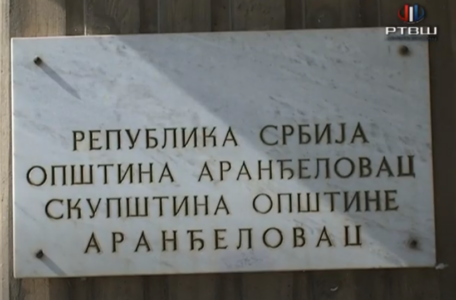 РТВШ
РЕПУБЛИКА СРБИЈА
ОПШТИНА АРАНЂЕЛОВАЦ
СКУПШТИНА ОПШТИНЕ
АРАНЂЕЛОВАЦ